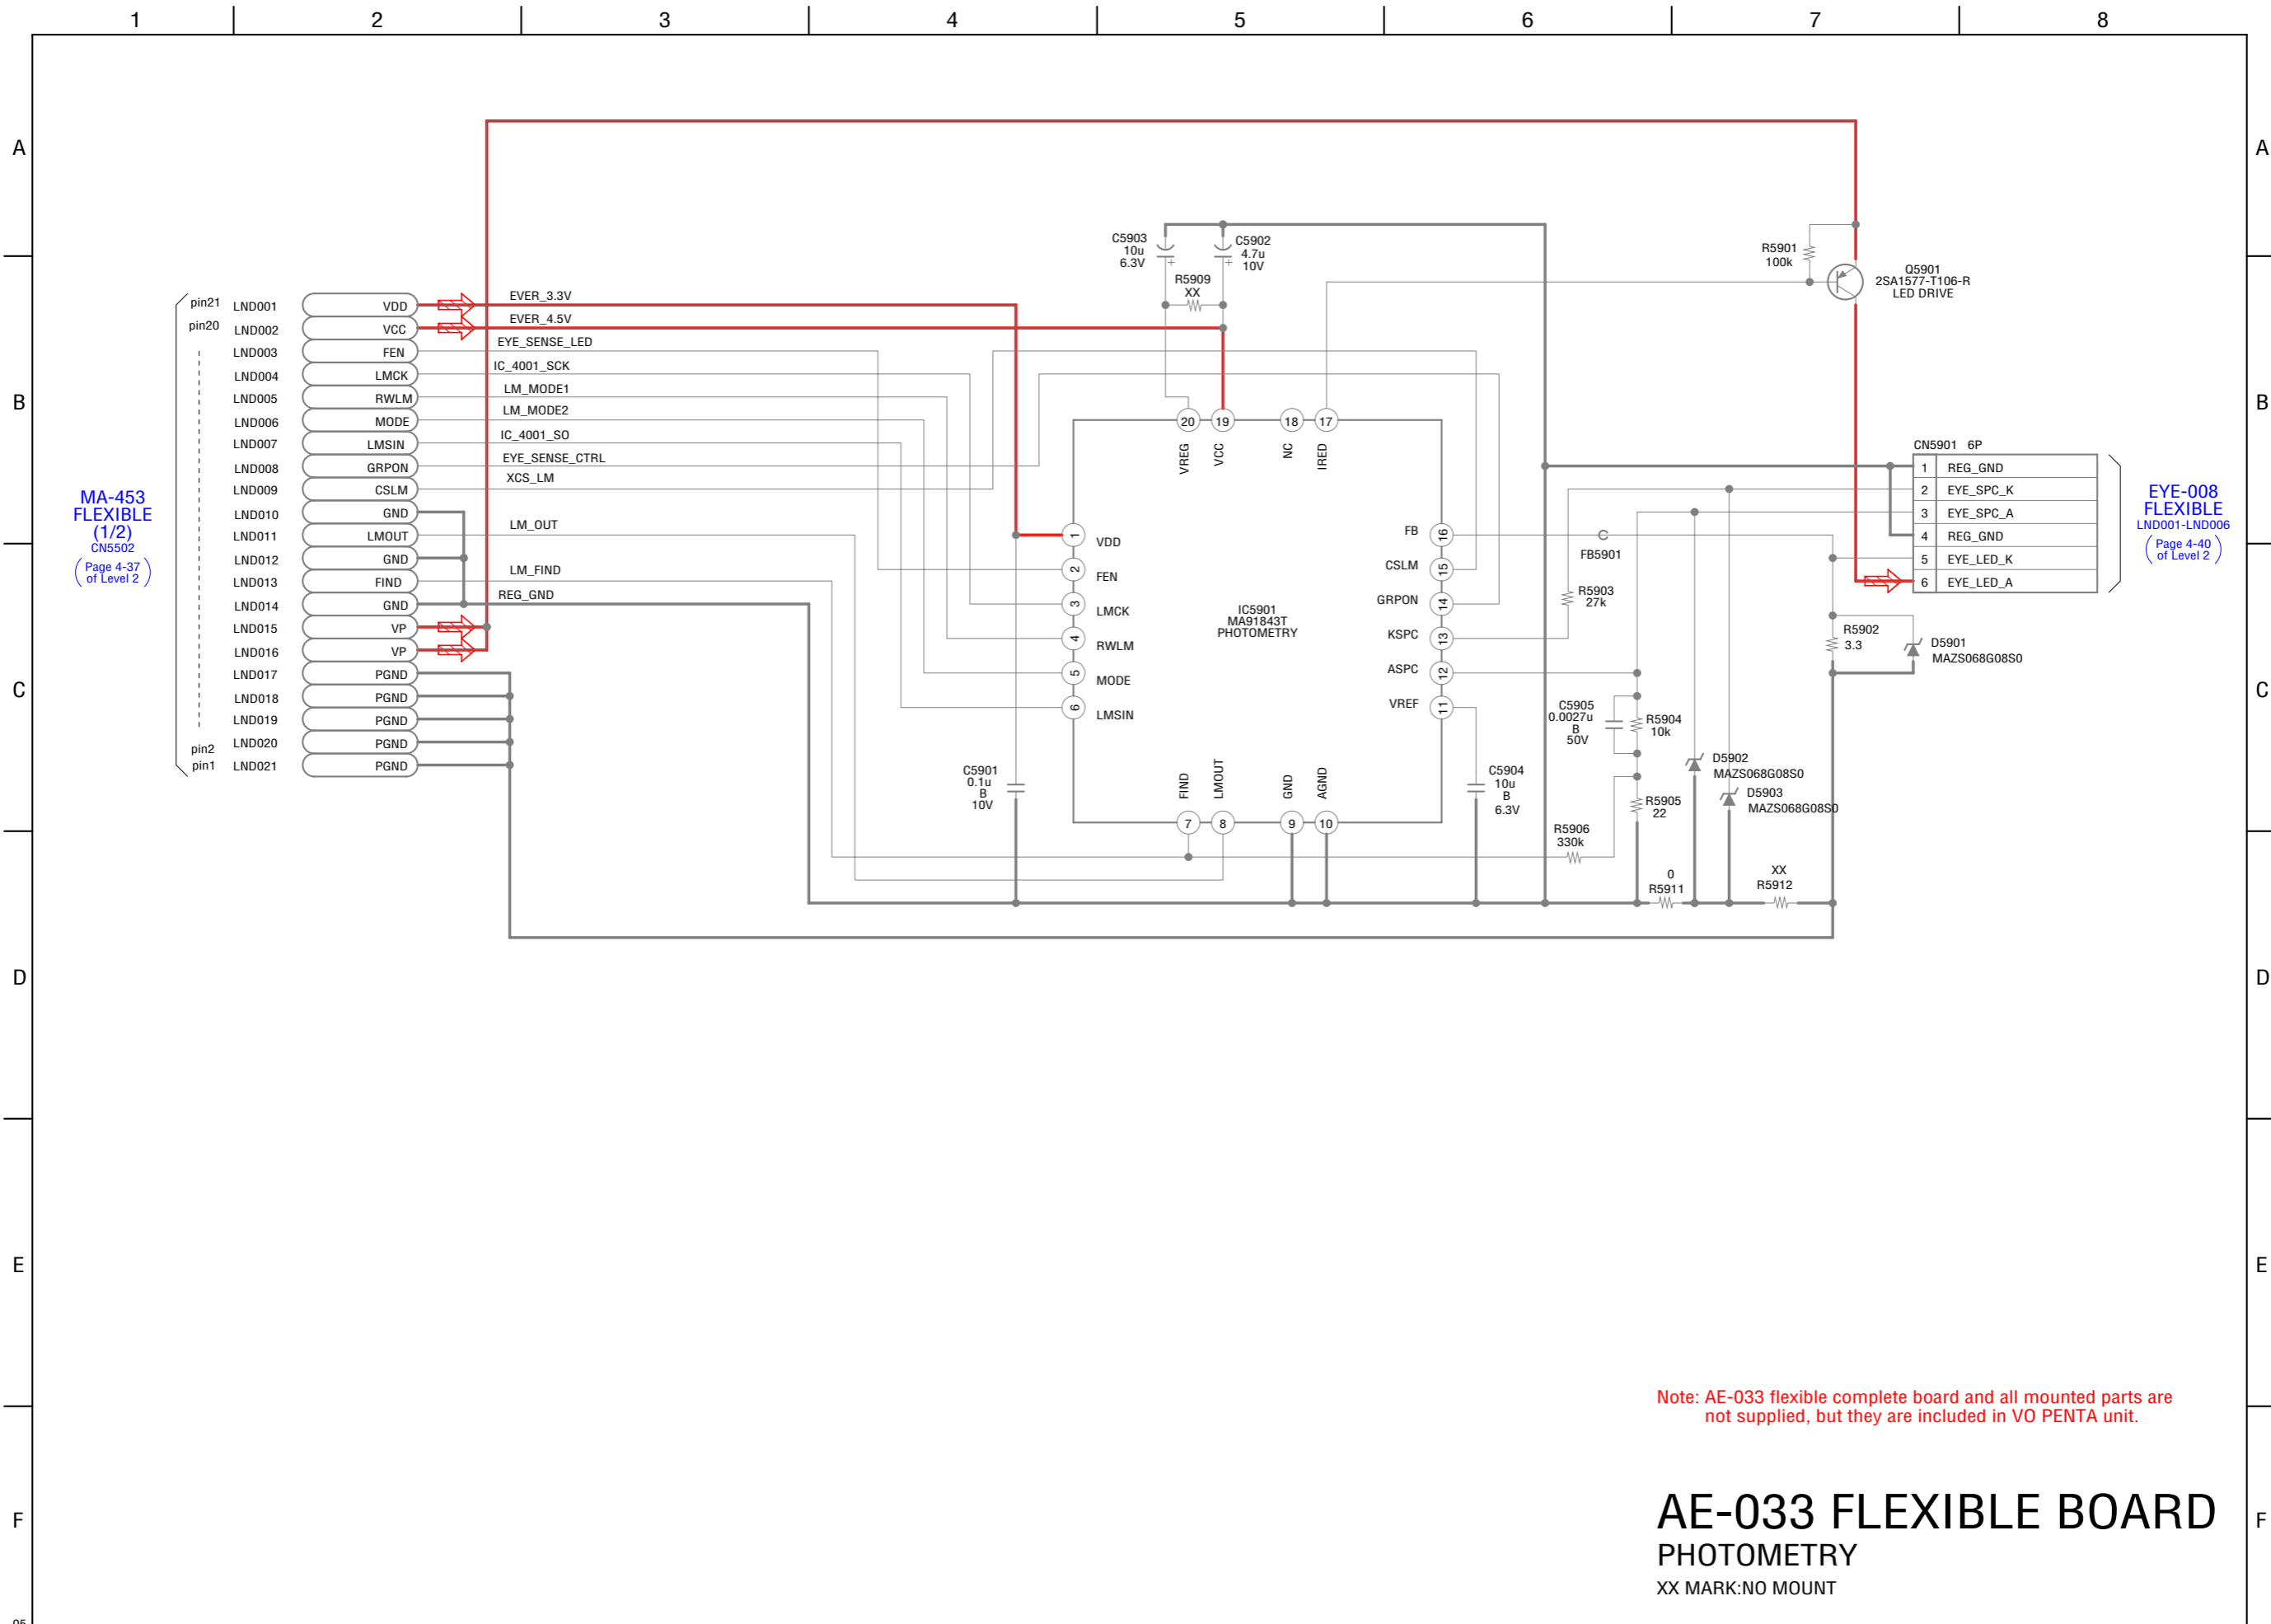 1 2 3 4 5 6 7 8
A A
B B
C C
D D
E E
F F
MA-453
FLEXIBLE
(1/2)
CN5502
Page 4-37
of Level 2
pin21
pin20
pin2
pin1
LND001 VDD EVER_3.3V
LND002 VCC EVER_4.5V
LND003 FEN EYE_SENSE_LED
LND004 LMCK IC_4001_SCK
LND005 RWLM LM_MODE1
LND006 MODE LM_MODE2
LND007 LMSIN IC_4001_SO
LND008 GRPON EYE_SENSE_CTRL
LND009 CSLM XCS_LM
LND010 GND
LND011 LMOUT LM_OUT
LND012 GND
LND013 FIND LM_FIND
LND014 GND REG_GND
LND015 VP
LND016 VP
LND017 PGND
LND018 PGND
LND019 PGND
LND020 PGND
LND021 PGND
C5903
10u
6.3V
+
C5902
4.7u
10V
+
R5909
XX
R5901
100k
Q5901
2SA1577-T106-R
LED DRIVE
20 19 18 17
VREG
VCC
NC
IRED
1 VDD
2 FEN
3 LMCK
4 RWLM
5 MODE
6 LMSIN
IC5901
MA91843T
PHOTOMETRY
FB 16
CSLM 15
GRPON 14
KSPC 13
ASPC 12
VREF 11
FIND
LMOUT
GND
AGND
7 8 9 10
C5901
0.1u
B
10V
C5904
10u
B
6.3V
FB5901
R5903
27k
C5905
0.0027u
B
50V
R5904
10k
R5905
22
R5906
330k
0
R5911
XX
R5912
D5902
MAZS068G08S0
D5903
MAZS068G08S0
R5902
3.3
D5901
MAZS068G08S0
CN5901 6P
1 REG_GND
2 EYE_SPC_K
3 EYE_SPC_A
4 REG_GND
5 EYE_LED_K
6 EYE_LED_A
EYE-008
FLEXIBLE
LND001-LND006
Page 4-40
of Level 2
Note: AE-033 flexible complete board and all mounted parts are
not supplied, but they are included in VO PENTA unit.
AE-033 FLEXIBLE BOARD
PHOTOMETRY
XX MARK:NO MOUNT